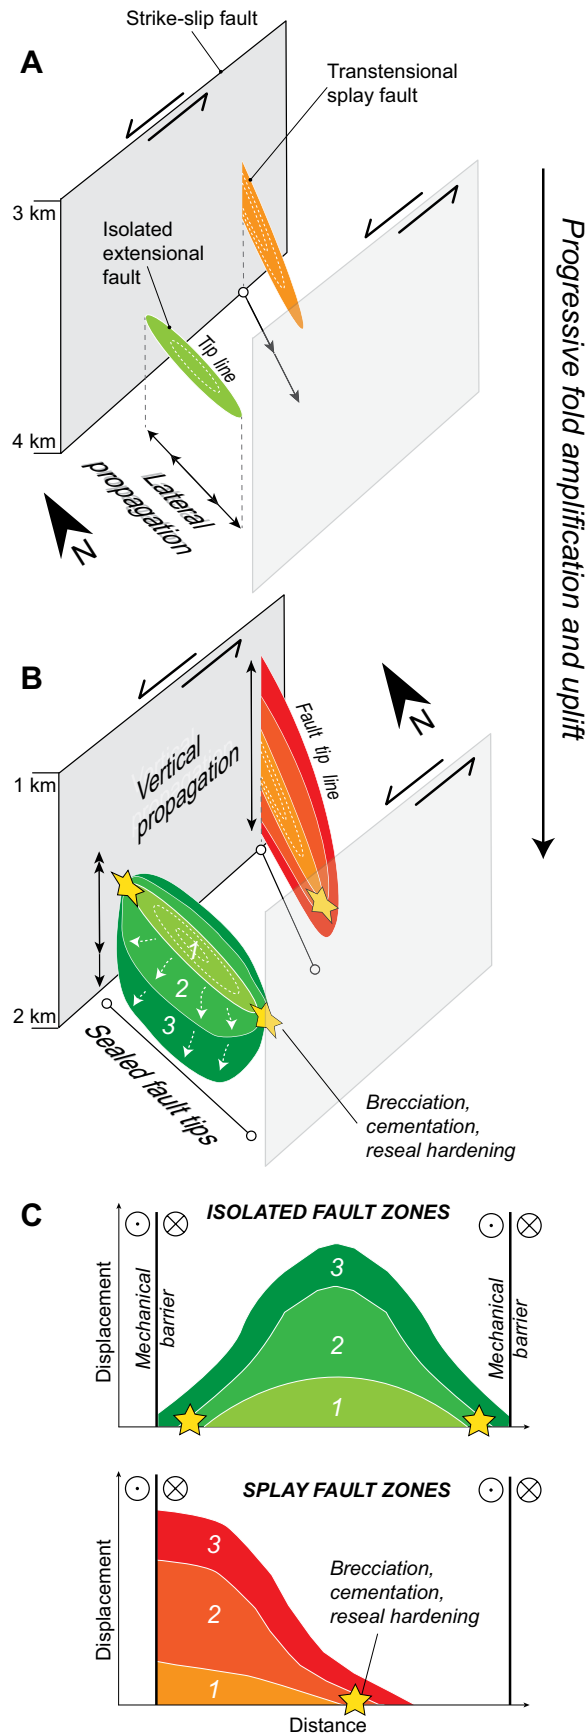 Strike-slip fault
A
Transtensional
splay fault
3 km
Isolated
extensional
fault
Tip line
4 km
Lateral
propagation
N
Progressive fold amplification and uplift
B
N
Fault tip line
Vertical
propagation
1 km
1
2
3
2 km
Sealed fault tips
Brecciation,
cementation,
reseal hardening
C
ISOLATED FAULT ZONES
Displacement
Mechanical
barrier
3
2
1
Mechanical
barrier
SPLAY FAULT ZONES
Displacement
3
2
1
Brecciation,
cementation,
reseal hardening
Distance